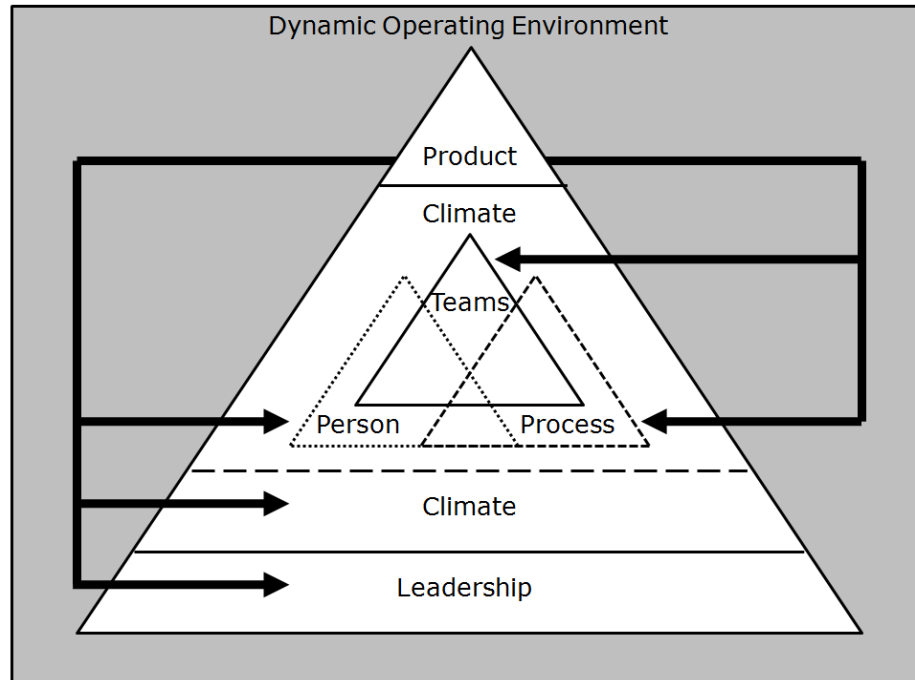 Dynamic Operating Environment
Product
Climate
Teams
Person
Process
Climate
Leadership